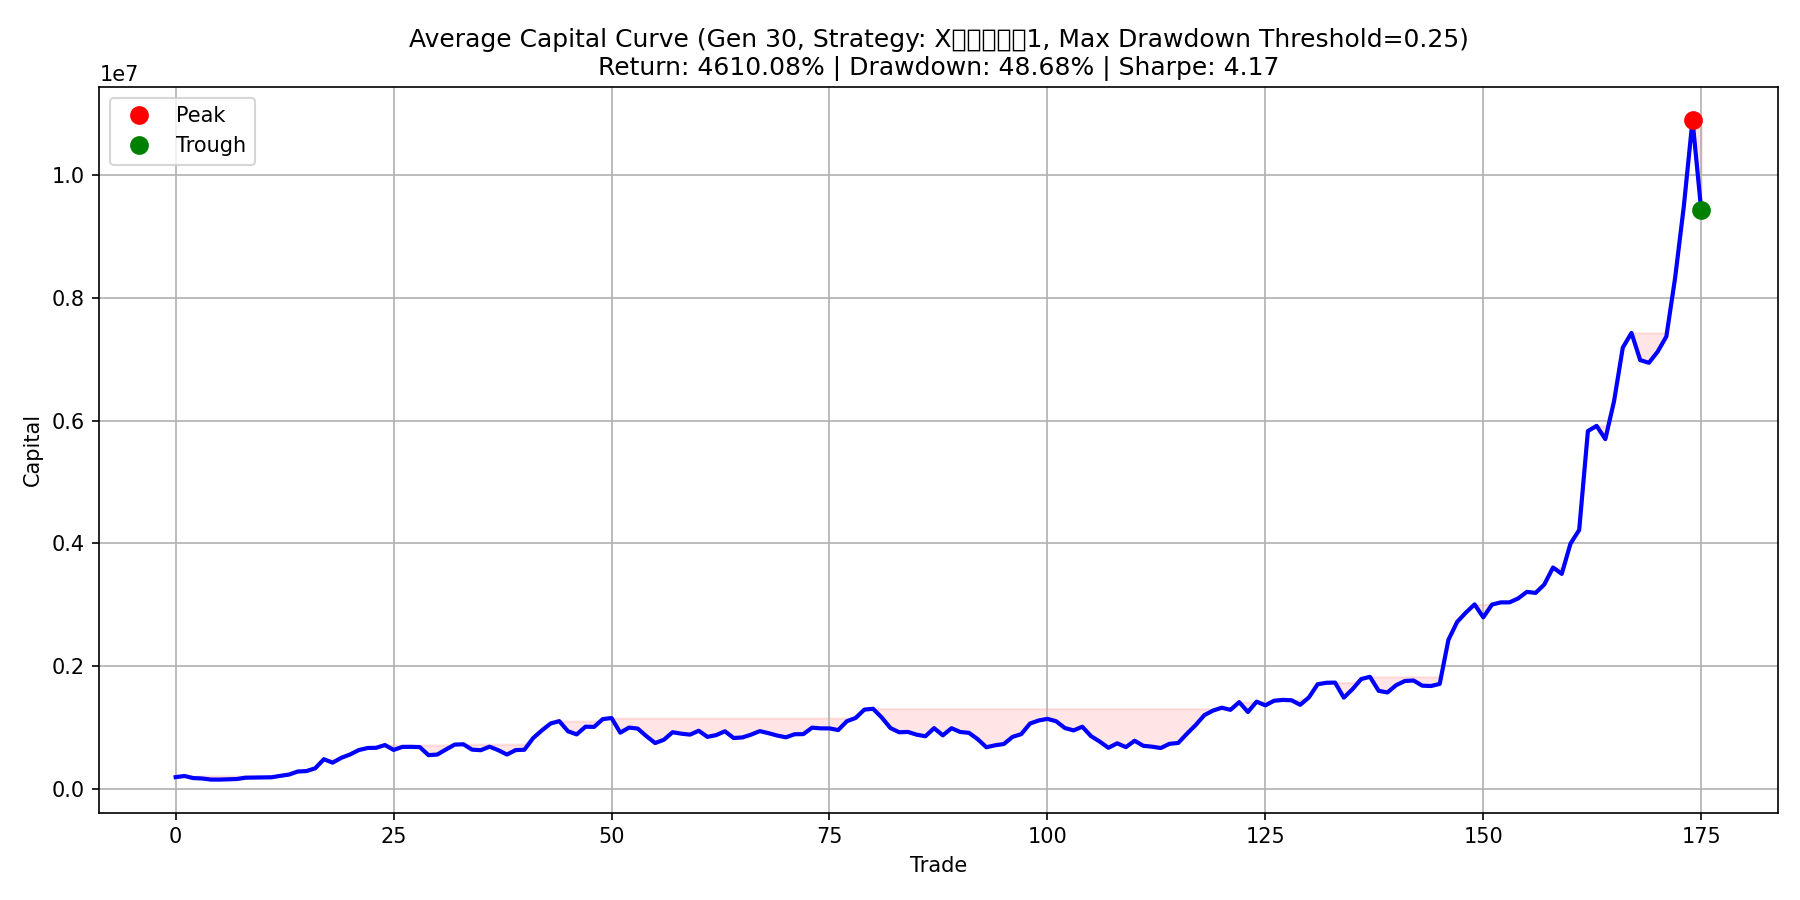 Average Capital Curve (Gen 30, Strategy: X□□□□□1, Max Drawdown Threshold=0.25)
Return: 4610.08% | Drawdown: 48.68% | Sharpe: 4.17
1e7
Peak
Trough
1.0
0.8
0.6
0.4
0.2
0.0
Capital
0
25
50
75
100
125
150
175
Trade